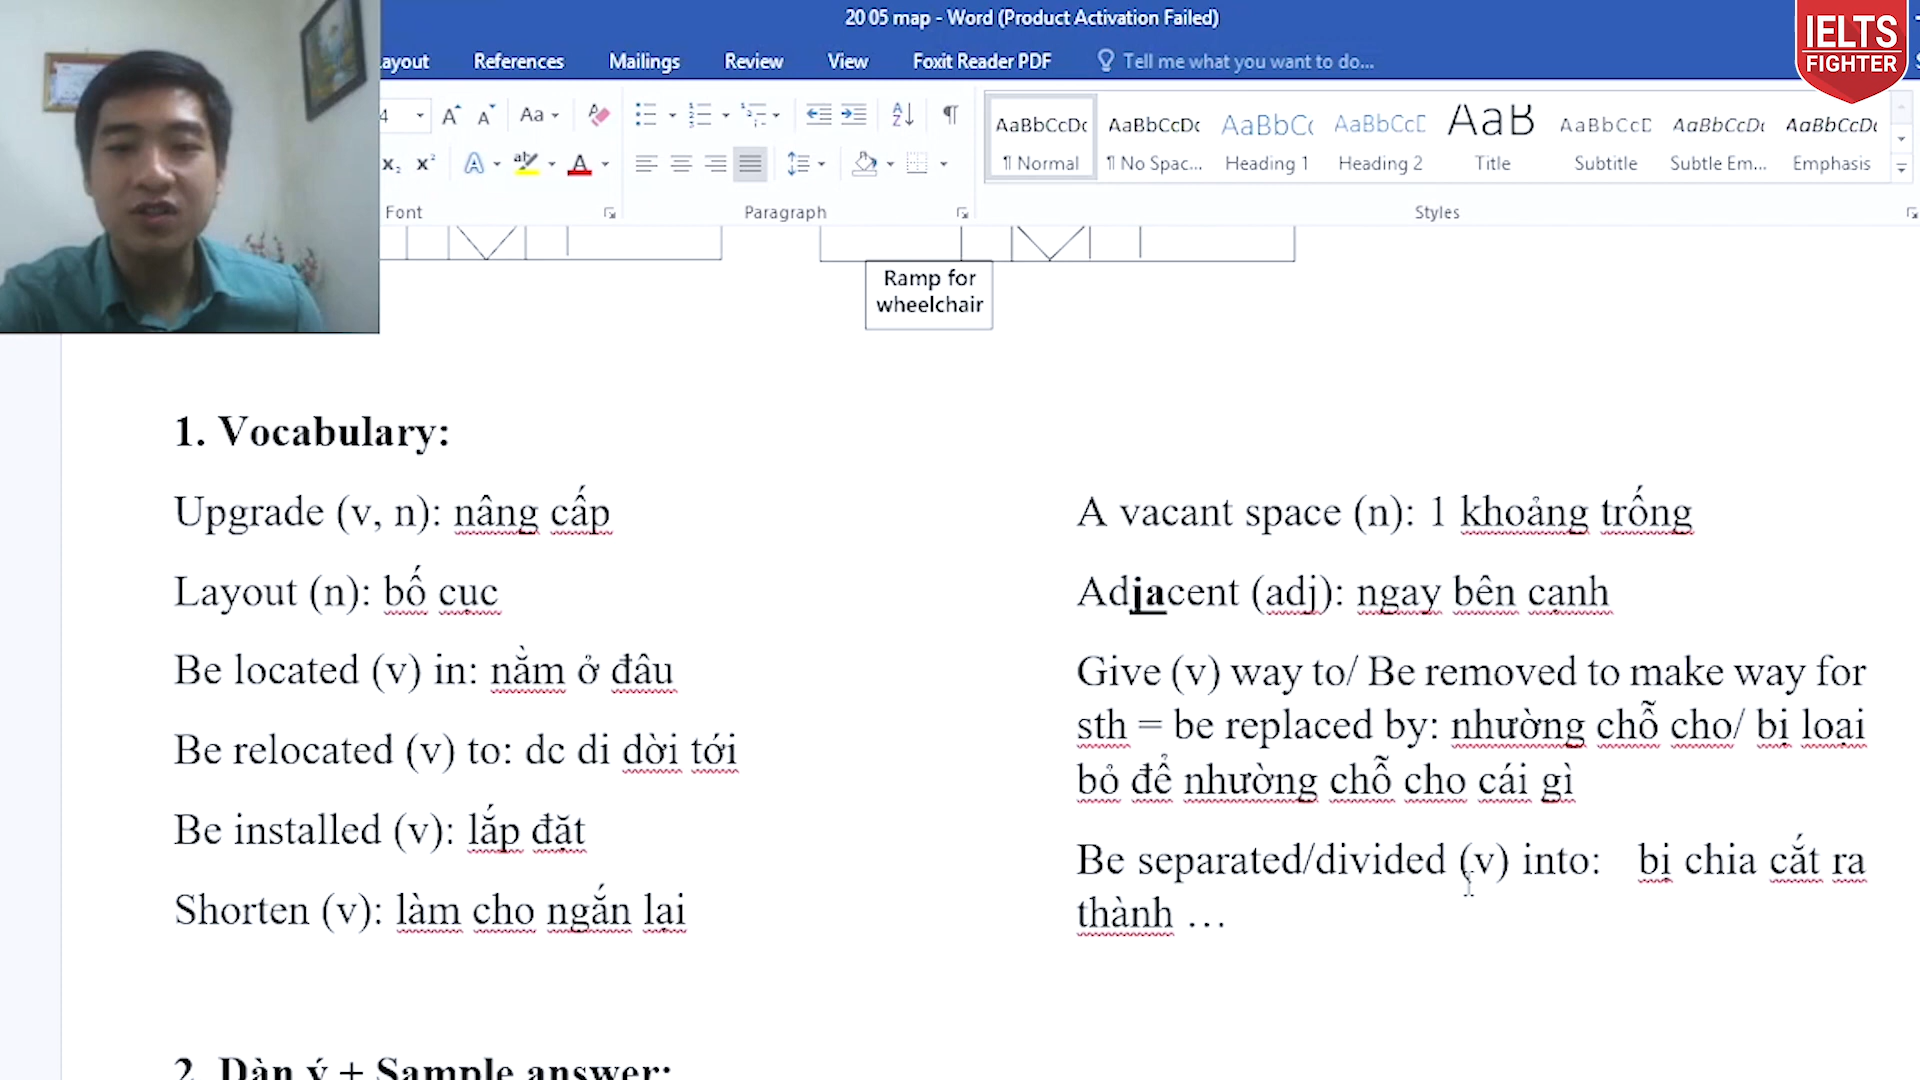 20 05 map - Word (Product Activation Failed)
IELTS
FIGHTER
References Mailings Review View Foxit Reader PDF Tell me what you want to do...
Aa
AaBbCcDc AaBbCcDc AaBbCc AaBbCcD AaB AaBbCcD AaBbCcDc AaBbCcDc
¶ Normal ¶ No Spac... Heading 1 Heading 2 Title Subtitle Subtle Em... Emphasis
Font Paragraph Styles
Ramp for
wheelchair
1. Vocabulary:
Upgrade (v, n): nâng cấp
Layout (n): bố cục
Be located (v) in: nằm ở đâu
Be relocated (v) to: dc di dời tới
Be installed (v): lắp đặt
Shorten (v): làm cho ngắn lại
A vacant space (n): 1 khoảng trống
Adjacent (adj): ngay bên cạnh
Give (v) way to/ Be removed to make way for
sth = be replaced by: nhường chỗ cho/ bị loại
bỏ để nhường chỗ cho cái gì
Be separated/divided (v) into: bị chia cắt ra
thành …
2. Dàn ý + Sample answer: